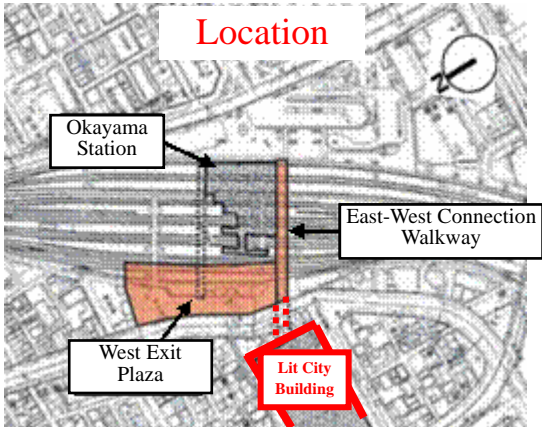 Location
N
Okayama
Station
East-West Connection
Walkway
West Exit
Plaza
Lit City
Building